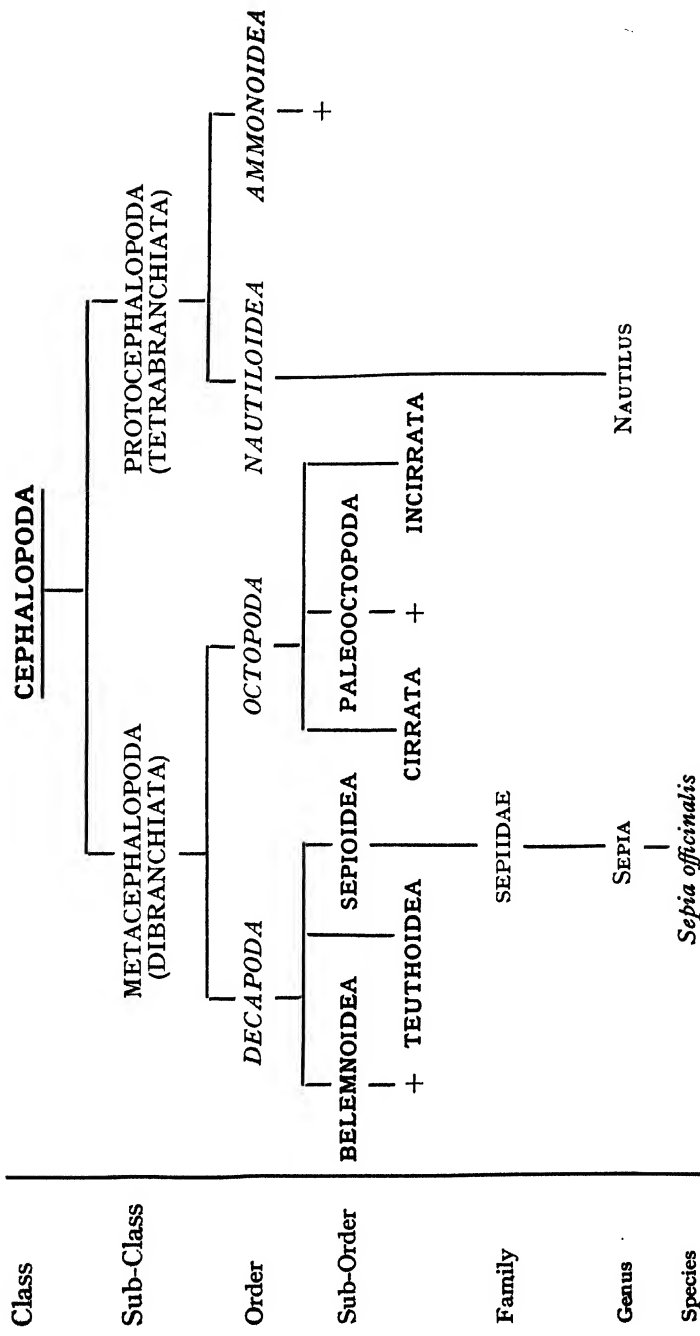 Class
CEPHALOPODA
Sub-Class
METACEPHALOPODA
(DIBRANCHIATA)
PROTOCEPHALOPODA
(TETRABRANCHIATA)
Order
DECAPODA
OCTOPODA
NAUTILOIDEA
AMMONOIDEA
Sub-Order
BELEMNOIDEA
SEPIOIDEA
PALEOOCTOPODA
+
+
TEUTHOIDEA
CIRRATA
+
INCIRRATA
Family
SEPIIDAE
Genus
SEPIA
NAUTILUS
Species
Sepia officinalis